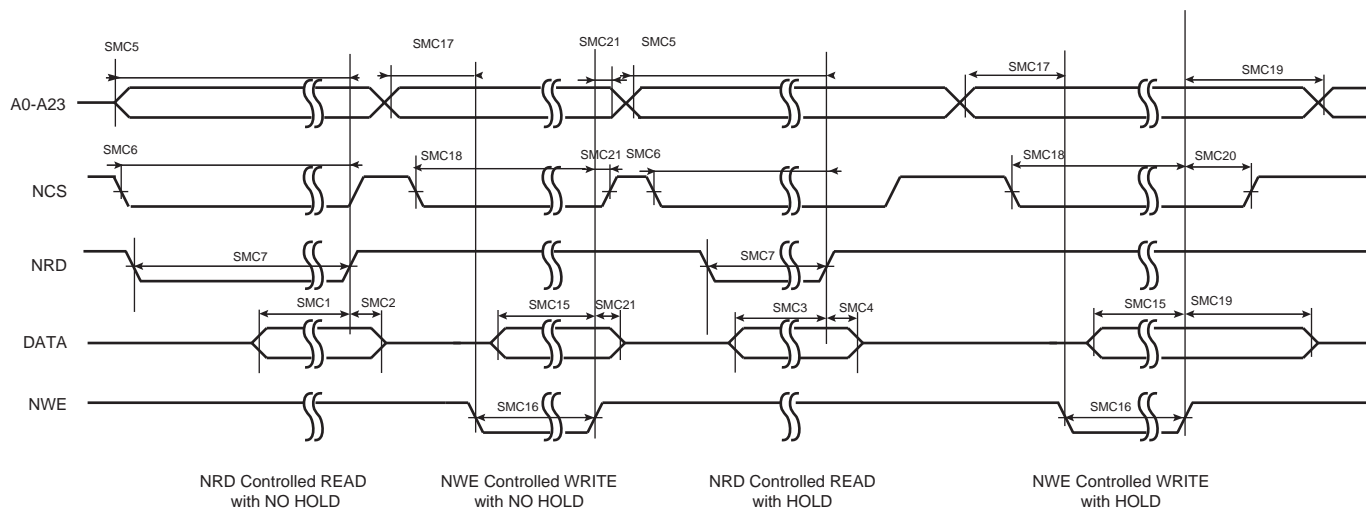 SMC5
SMC17
SMC21
SMC5
SMC17
SMC19
A0-A23
SMC6
SMC18
SMC21
SMC6
SMC18
SMC20
NCS
NRD
SMC7
SMC7
SMC1
SMC2
SMC15
SMC21
SMC3
SMC4
SMC15
SMC19
DATA
NWE
SMC16
SMC16
NRD Controlled READ
with NO HOLD
NWE Controlled WRITE
with NO HOLD
NRD Controlled READ
with HOLD
NWE Controlled WRITE
with HOLD